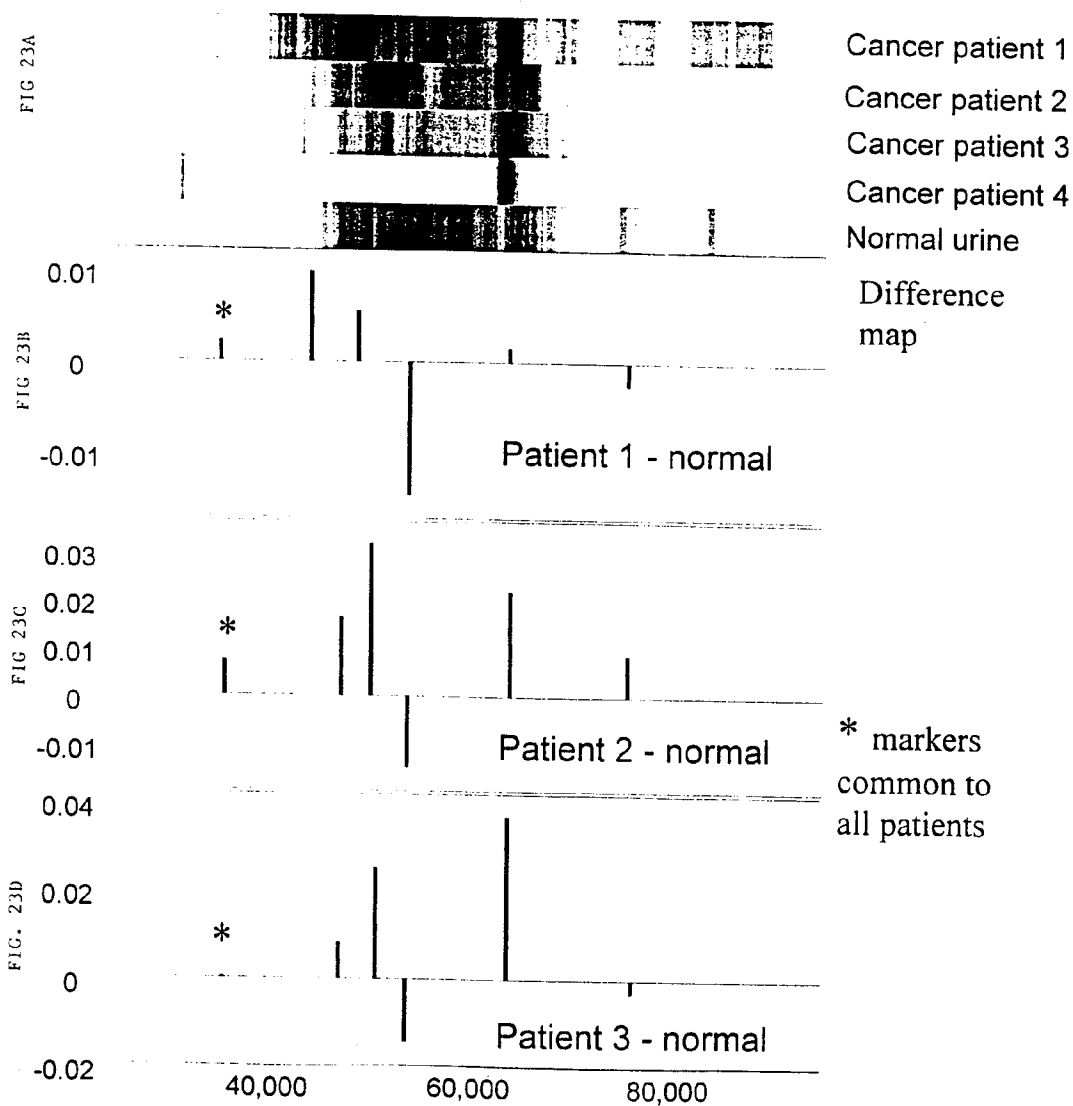 FIG 23A
Cancer patient 1
Cancer patient 2
Cancer patient 3
Cancer patient 4
Normal urine
FIG 23B
0.01
0
-0.01
*
Difference
map
Patient 1 - normal
FIG 23C
0.03
0.02
0.01
0
-0.01
*
Patient 2 - normal
* markers
common to
all patients
FIG. 23D
0.04
0.02
0
-0.02
*
Patient 3 - normal
40,000
60,000
80,000